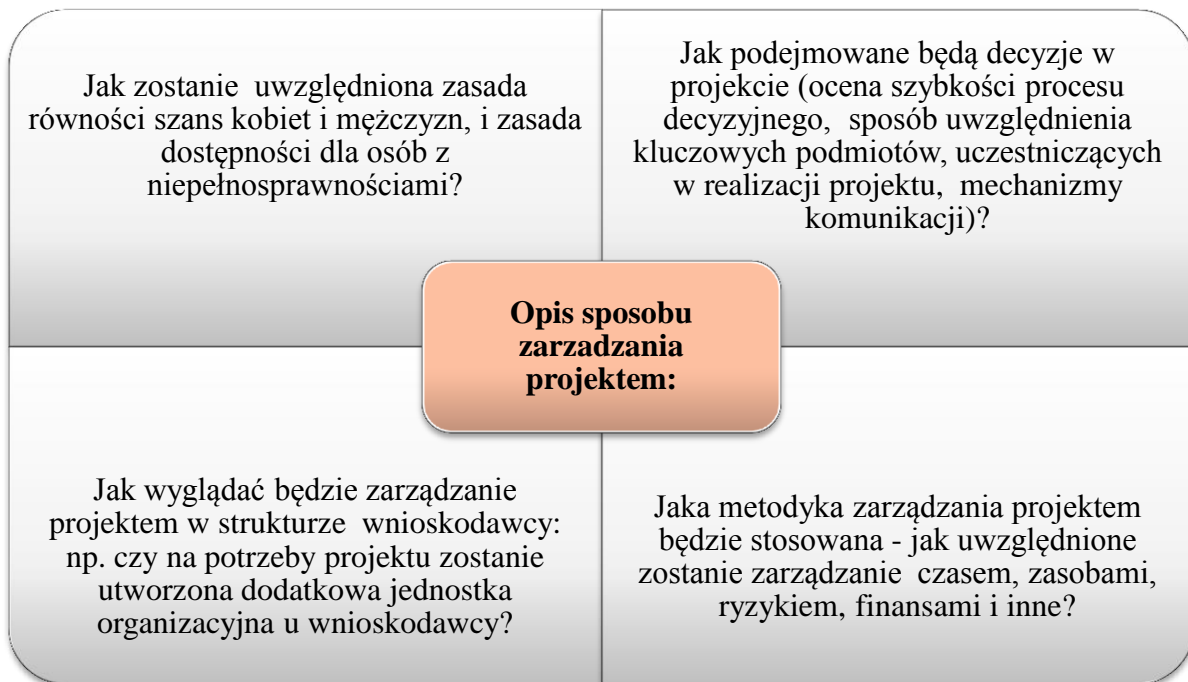 Jak zostanie uwzględniona zasada
równości szans kobiet i mężczyzn, i zasada
dostępności dla osób z
niepełnosprawnościami?
Jak podejmowane będą decyzje w
projekcie (ocena szybkości procesu
decyzyjnego, sposób uwzględnienia
kluczowych podmiotów, uczestniczących
w realizacji projektu, mechanizmy
komunikacji)?
Opis sposobu
zarzadzania
projektem:
Jak wyglądać będzie zarządzanie
projektem w strukturze wnioskodawcy:
np. czy na potrzeby projektu zostanie
utworzona dodatkowa jednostka
organizacyjna u wnioskodawcy?
Jaka metodyka zarządzania projektem
będzie stosowana - jak uwzględnione
zostanie zarządzanie czasem, zasobami,
ryzykiem, finansami i inne?